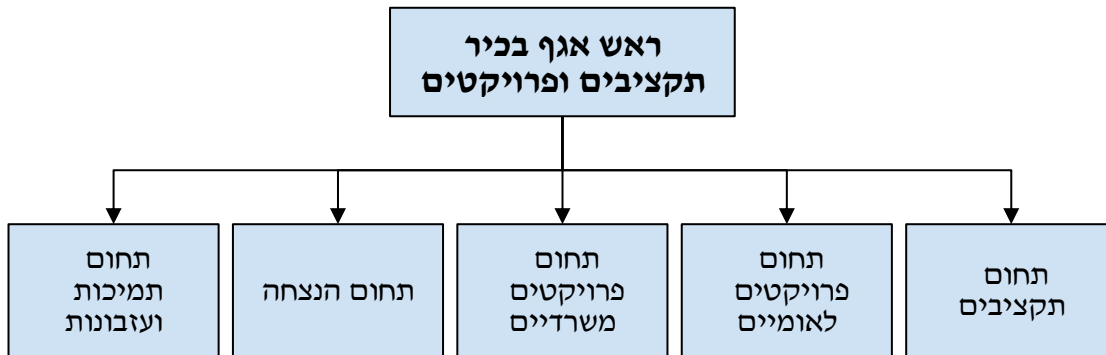 ראש אגף בכיר
תקציבים ופרויקטים
תחום
תקציבים
תחום
פרויקטים
לאומיים
תחום
פרויקטים
משרדיים
תחום הנצחה
תחום
תמיכות
ועזבונות